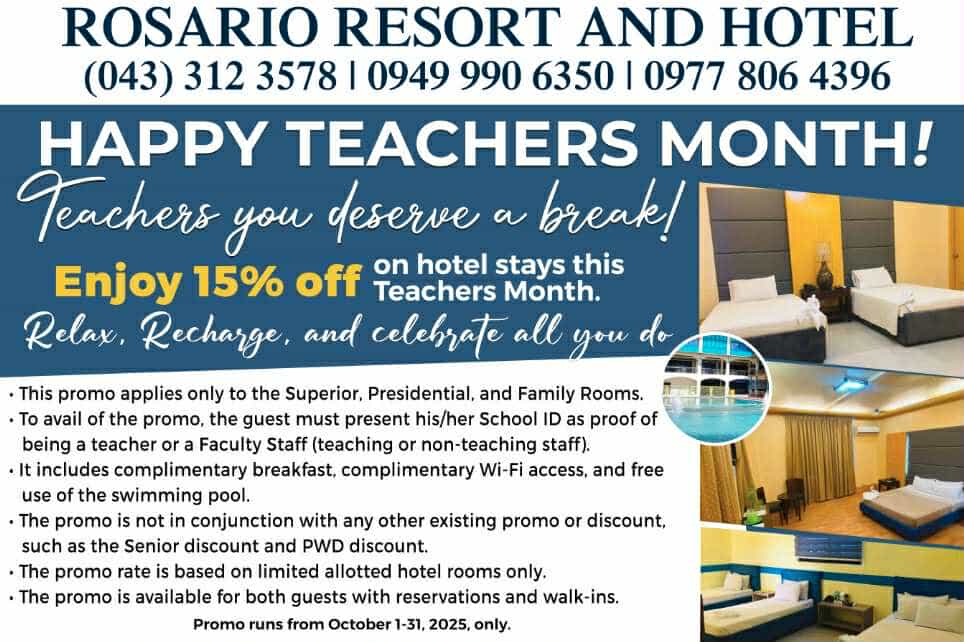 ROSARIO RESORT AND HOTEL
(043) 312 3578 | 0949 990 6350 | 0977 806 4396
HAPPY TEACHERS MONTH!
Teachers you deserve a break!
Enjoy 15% off on hotel stays this
Teachers Month.
Relax, Recharge, and celebrate all you do
• This promo applies only to the Superior, Presidential, and Family Rooms.
• To avail of the promo, the guest must present his/her School ID as proof of
being a teacher or a Faculty Staff (teaching or non-teaching staff).
• It includes complimentary breakfast, complimentary Wi-Fi access, and free
use of the swimming pool.
• The promo is not in conjunction with any other existing promo or discount,
such as the Senior discount and PWD discount.
• The promo rate is based on limited allotted hotel rooms only.
• The promo is available for both guests with reservations and walk-ins.
Promo runs from October 1-31, 2025, only.